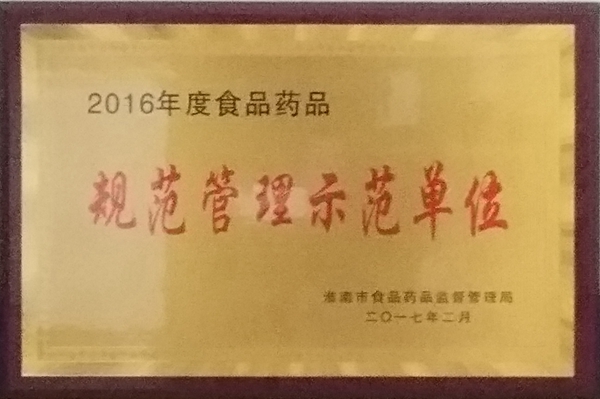 2016年度食品药品
规范管理示范单位
淮南市食品药品监督管理局
二〇一七年二月